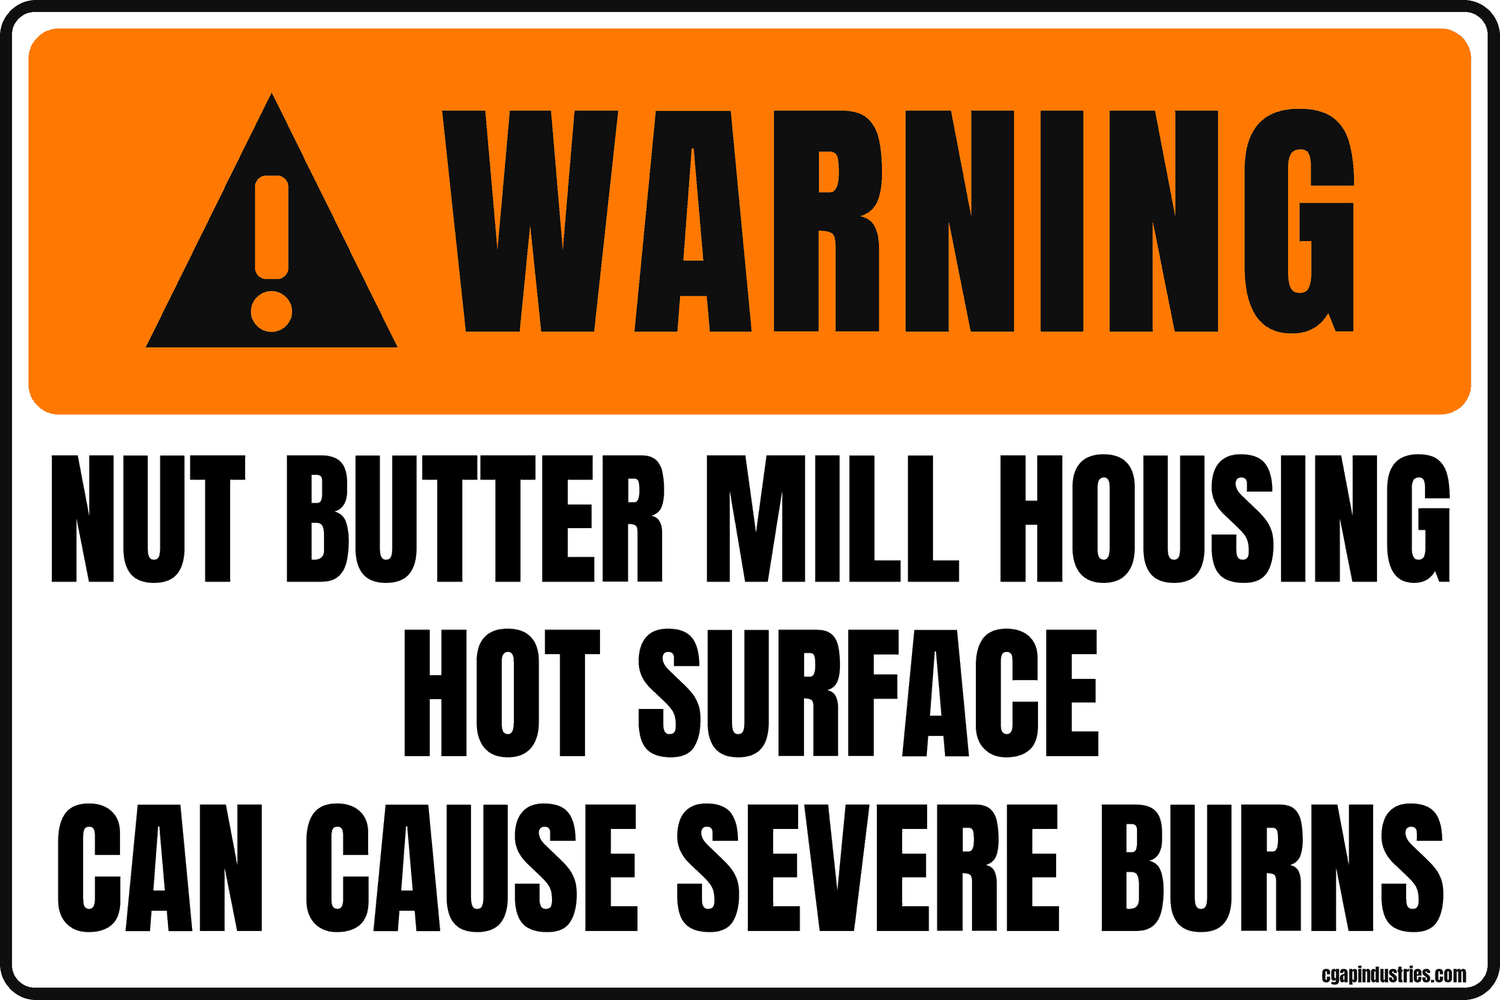 WARNING
NUT BUTTER MILL HOUSING
HOT SURFACE
CAN CAUSE SEVERE BURNS
cgapindustries.com